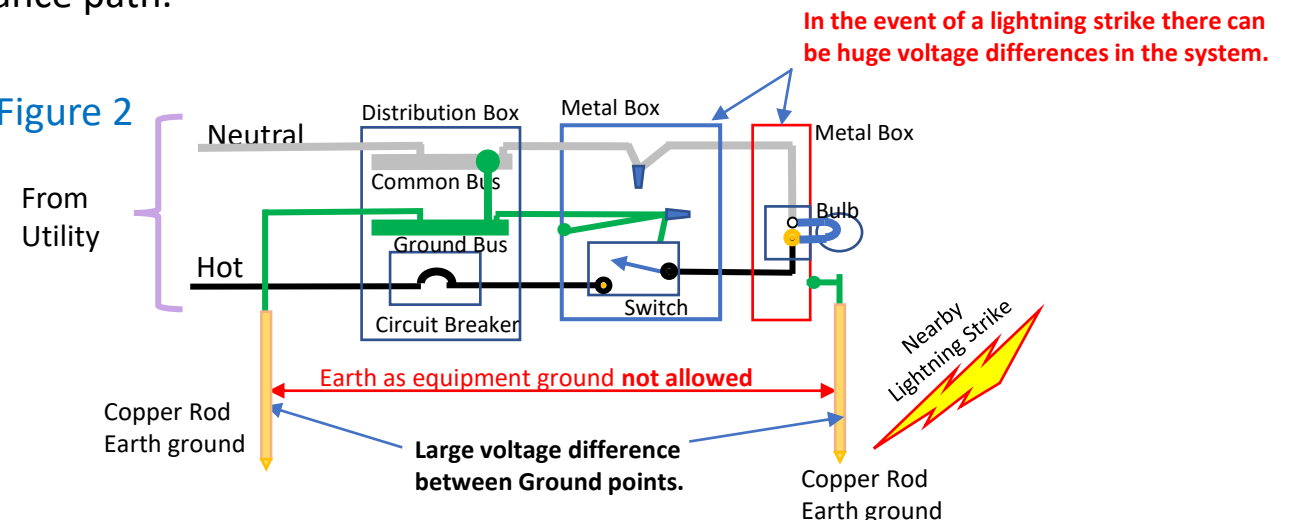 ance path.
In the event of a lightning strike there can
be huge voltage differences in the system.
Figure 2
Distribution Box
Metal Box
Neutral
Metal Box
Common Bus
From
Utility
Bulb
Ground Bus
Hot
Switch
Circuit Breaker
Nearby
Lightning Strike
Earth as equipment ground not allowed
Copper Rod
Earth ground
Large voltage difference
between Ground points.
Copper Rod
Earth ground